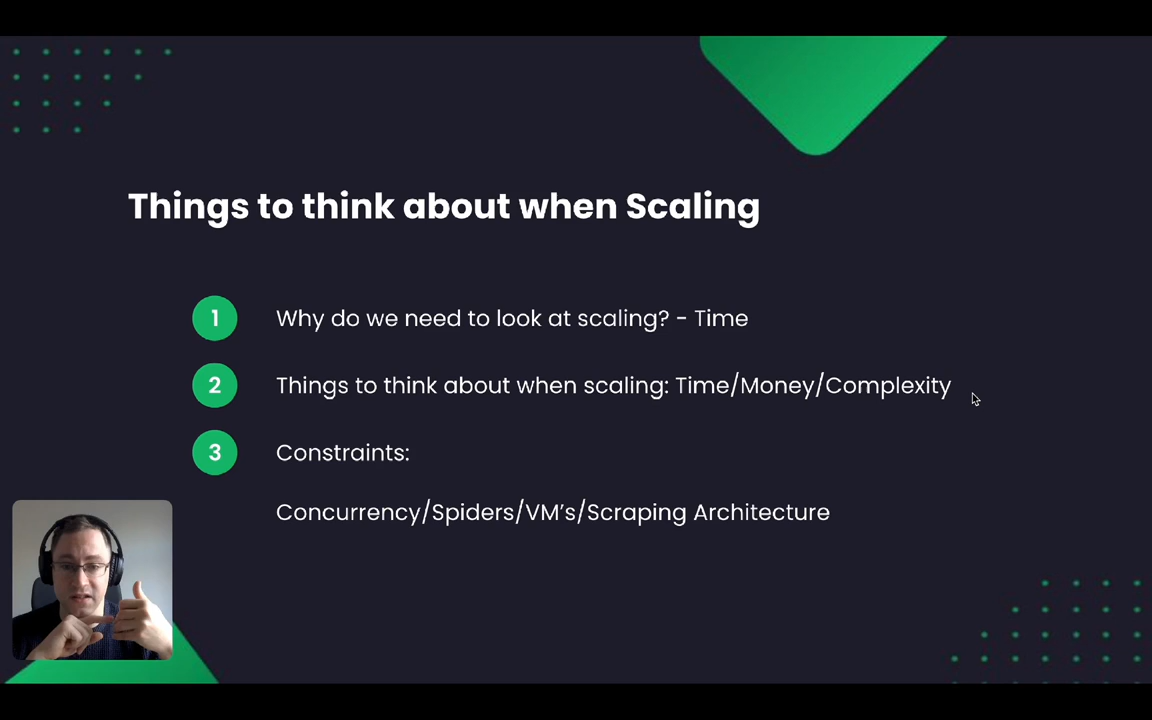 Things to think about when Scaling
1
Why do we need to look at scaling? - Time
2
Things to think about when scaling: Time/Money/Complexity
3
Constraints:
Concurrency/Spiders/VM's/Scraping Architecture